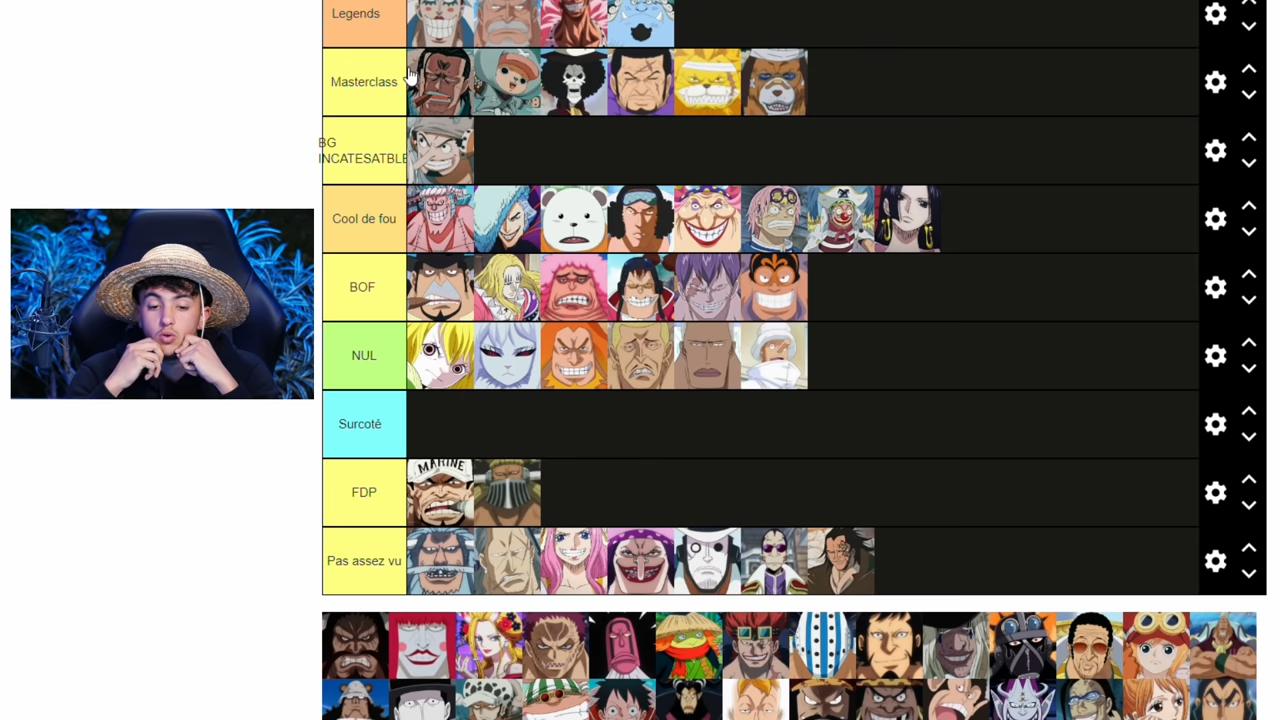 Legends
Masterclass
BG
INCATESATBLE
Cool de fou
BOF
NUL
Surcoté
FDP
MARINE
Pas assez vu